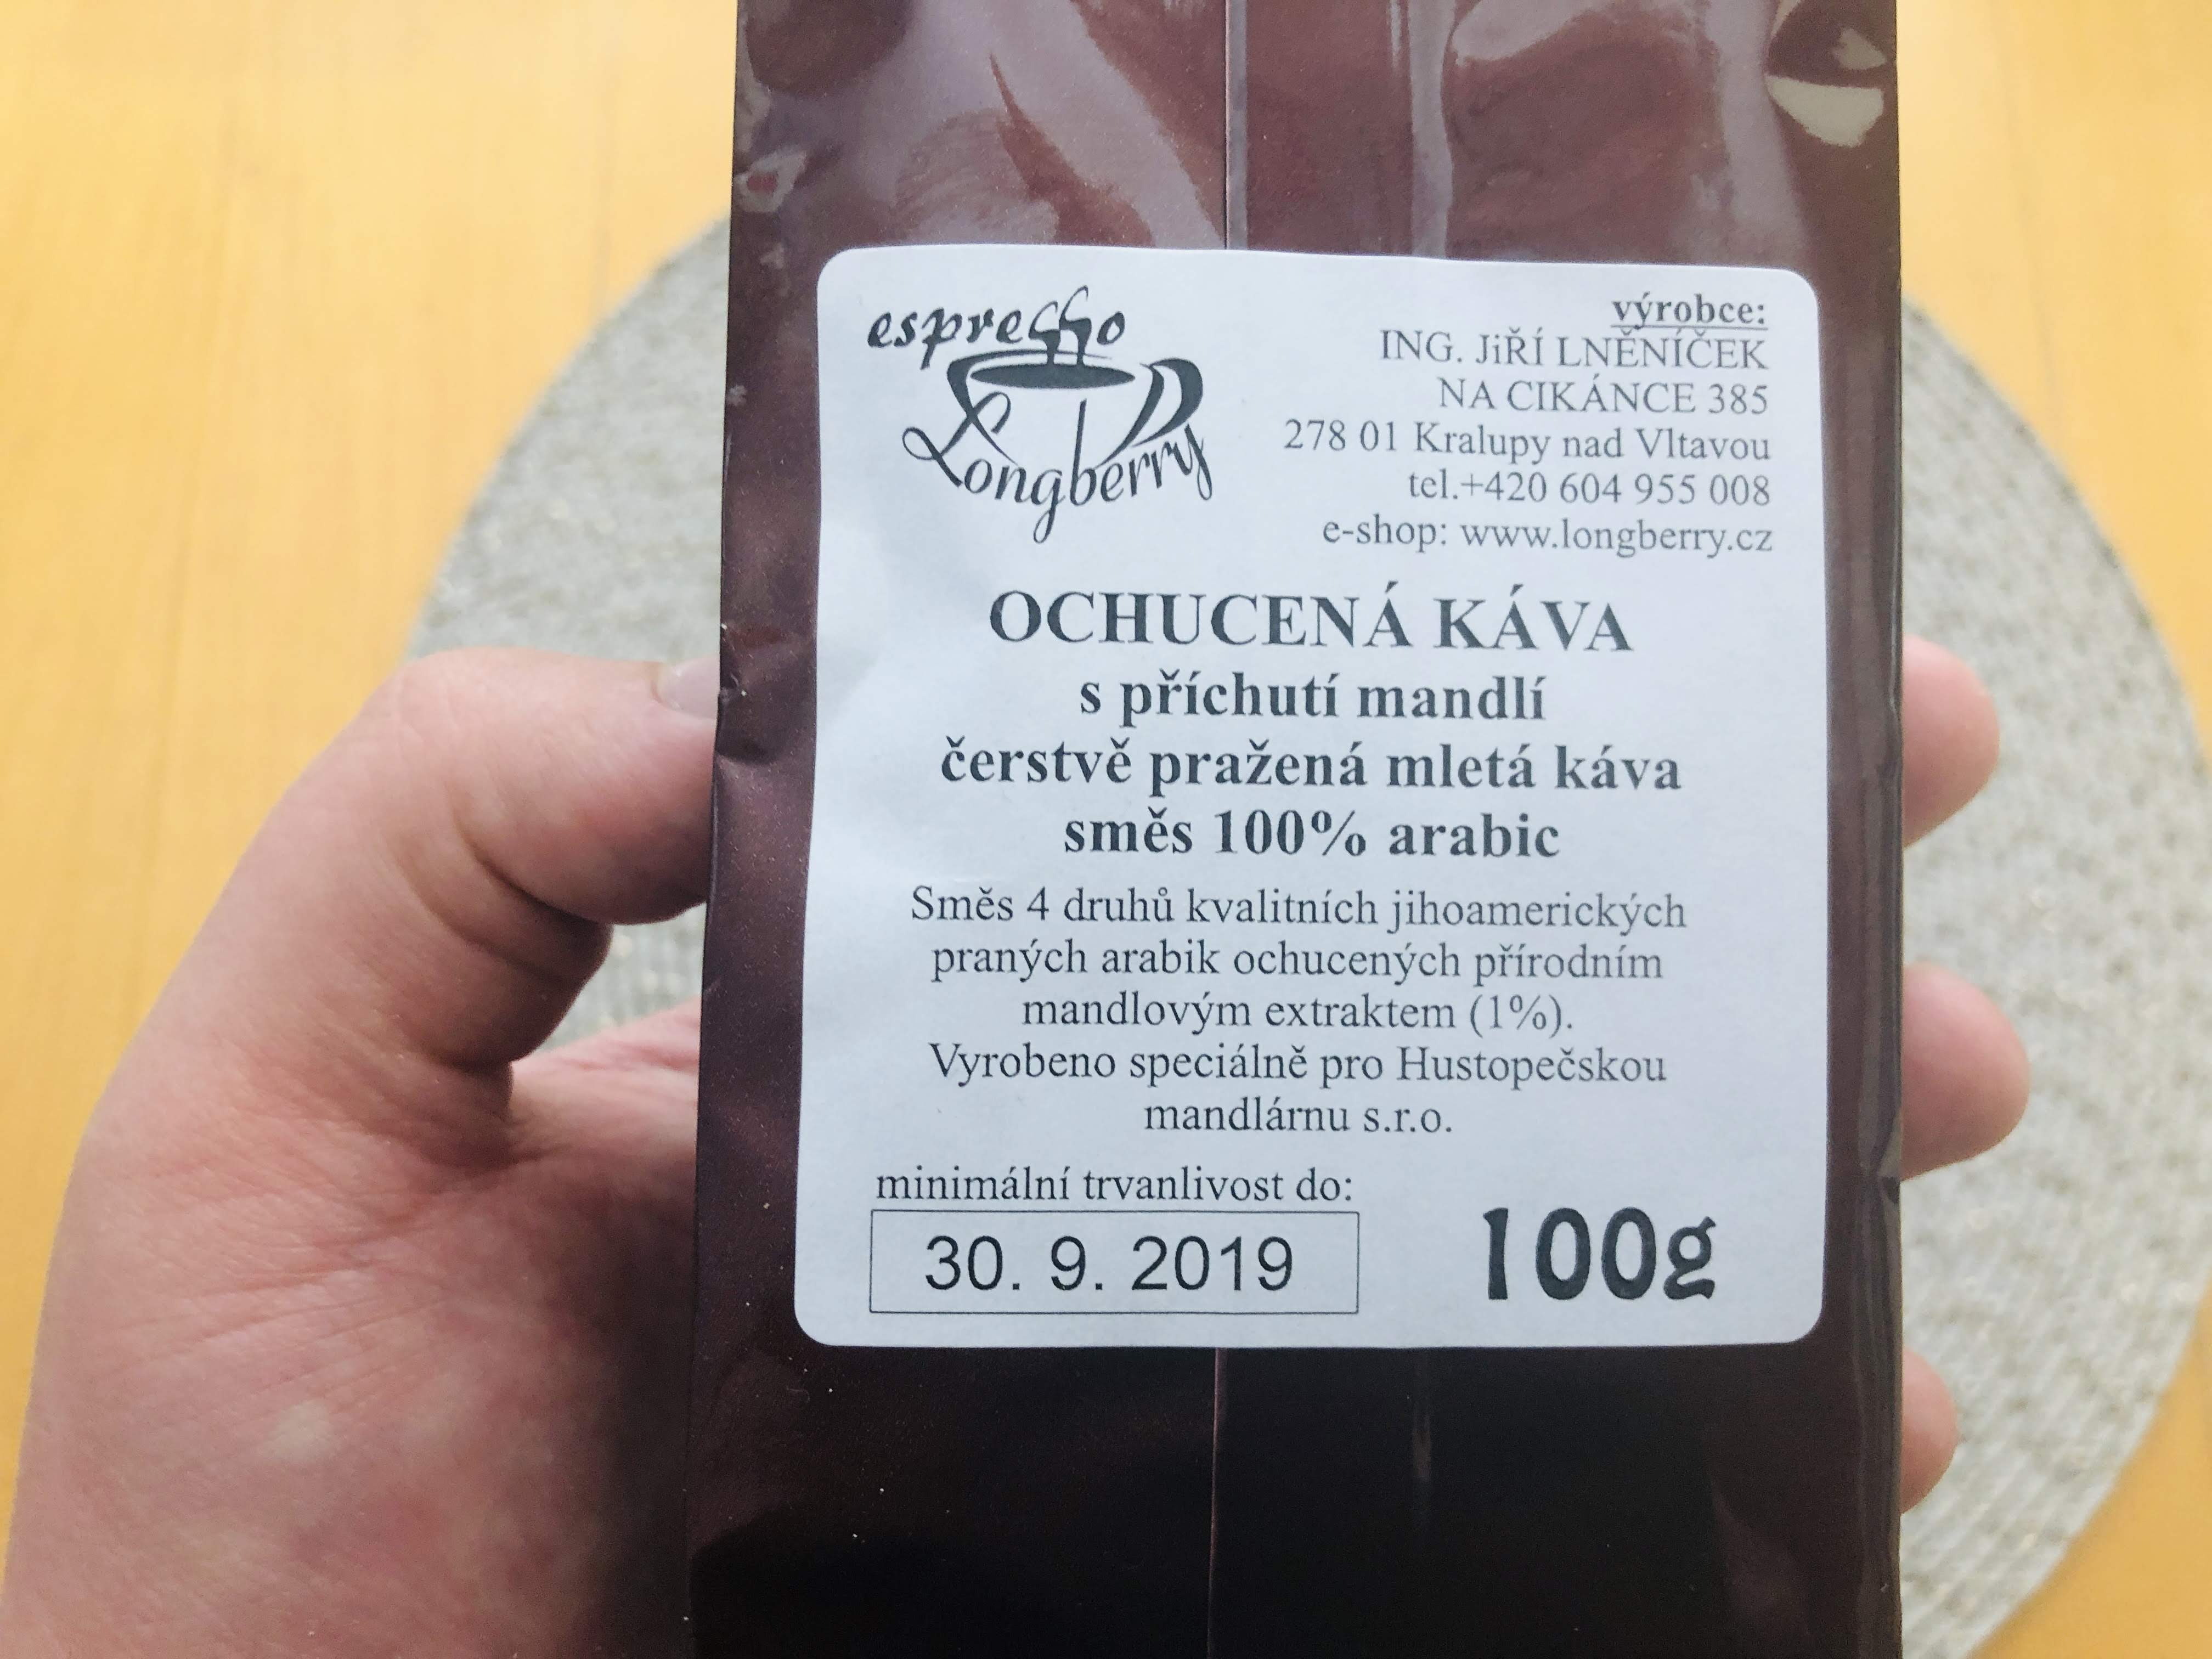 espresso
Longberry
výrobce:
ING. JiŘÍ LNĚNÍČEK
NA CIKÁNCE 385
278 01 Kralupy nad Vltavou
tel.+420 604 955 008
e-shop: www.longberry.cz
OCHUCENÁ KÁVA
s příchutí mandlí
čerstvě pražená mletá káva
směs 100% arabic
Směs 4 druhů kvalitních jihoamerických
praných arabik ochucených přírodním
mandlovým extraktem (1%).
Vyrobeno speciálně pro Hustopečskou
mandlárnu s.r.o.
minimální trvanlivost do:
30. 9. 2019
100g